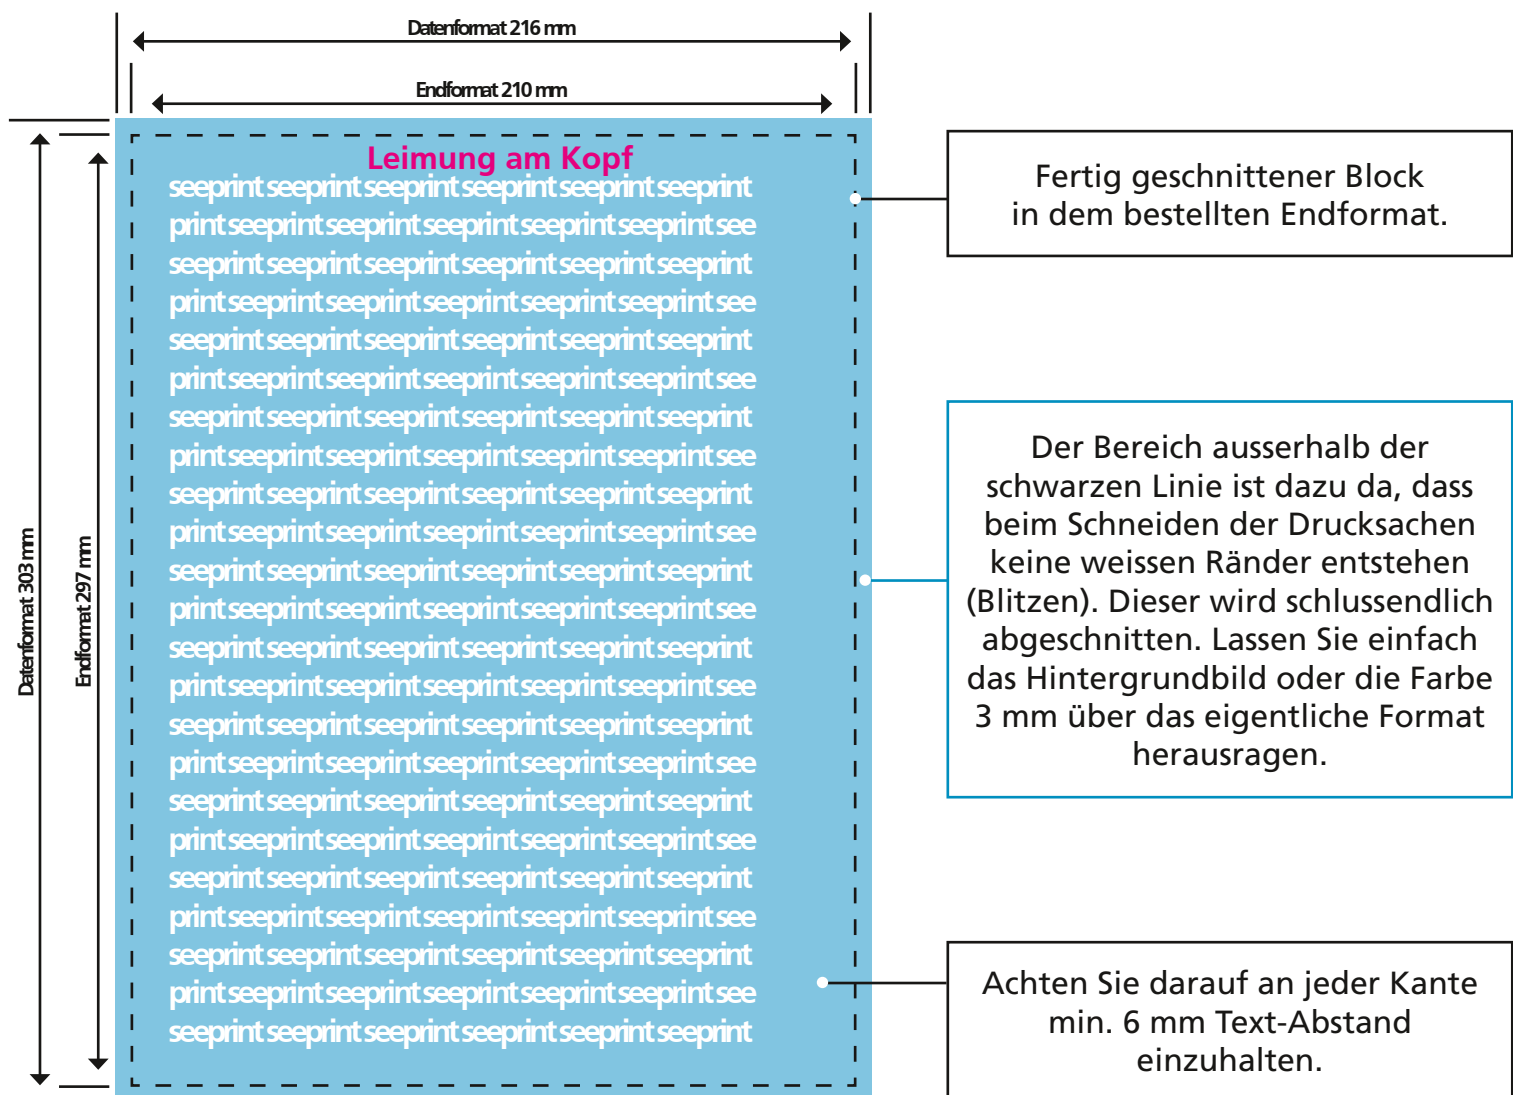 Datenformat 216 mm
Endformat 210 mm
Datenformat 303 mm
Endformat 297 mm
Leimung am Kopf
seeprint seeprint seeprint seeprint seeprint seeprint
print seeprint seeprint seeprint seeprint seeprint see
seeprint seeprint seeprint seeprint seeprint seeprint
print seeprint seeprint seeprint seeprint seeprint see
seeprint seeprint seeprint seeprint seeprint seeprint
print seeprint seeprint seeprint seeprint seeprint see
seeprint seeprint seeprint seeprint seeprint seeprint
print seeprint seeprint seeprint seeprint seeprint see
seeprint seeprint seeprint seeprint seeprint seeprint
print seeprint seeprint seeprint seeprint seeprint see
seeprint seeprint seeprint seeprint seeprint seeprint
print seeprint seeprint seeprint seeprint seeprint see
seeprint seeprint seeprint seeprint seeprint seeprint
print seeprint seeprint seeprint seeprint seeprint see
seeprint seeprint seeprint seeprint seeprint seeprint
print seeprint seeprint seeprint seeprint seeprint see
seeprint seeprint seeprint seeprint seeprint seeprint
print seeprint seeprint seeprint seeprint seeprint see
seeprint seeprint seeprint seeprint seeprint seeprint
print seeprint seeprint seeprint seeprint seeprint see
seeprint seeprint seeprint seeprint seeprint seeprint
print seeprint seeprint seeprint seeprint seeprint see
seeprint seeprint seeprint seeprint seeprint seeprint
Fertig geschnittener Block
in dem bestellten Endformat.
Der Bereich ausserhalb der
schwarzen Linie ist dazu da, dass
beim Schneiden der Drucksachen
keine weissen Ränder entstehen
(Blitzen). Dieser wird schlussendlich
abgeschnitten. Lassen Sie einfach
das Hintergrundbild oder die Farbe
3 mm über das eigentliche Format
herausragen.
Achten Sie darauf an jeder Kante
min. 6 mm Text-Abstand
einzuhalten.